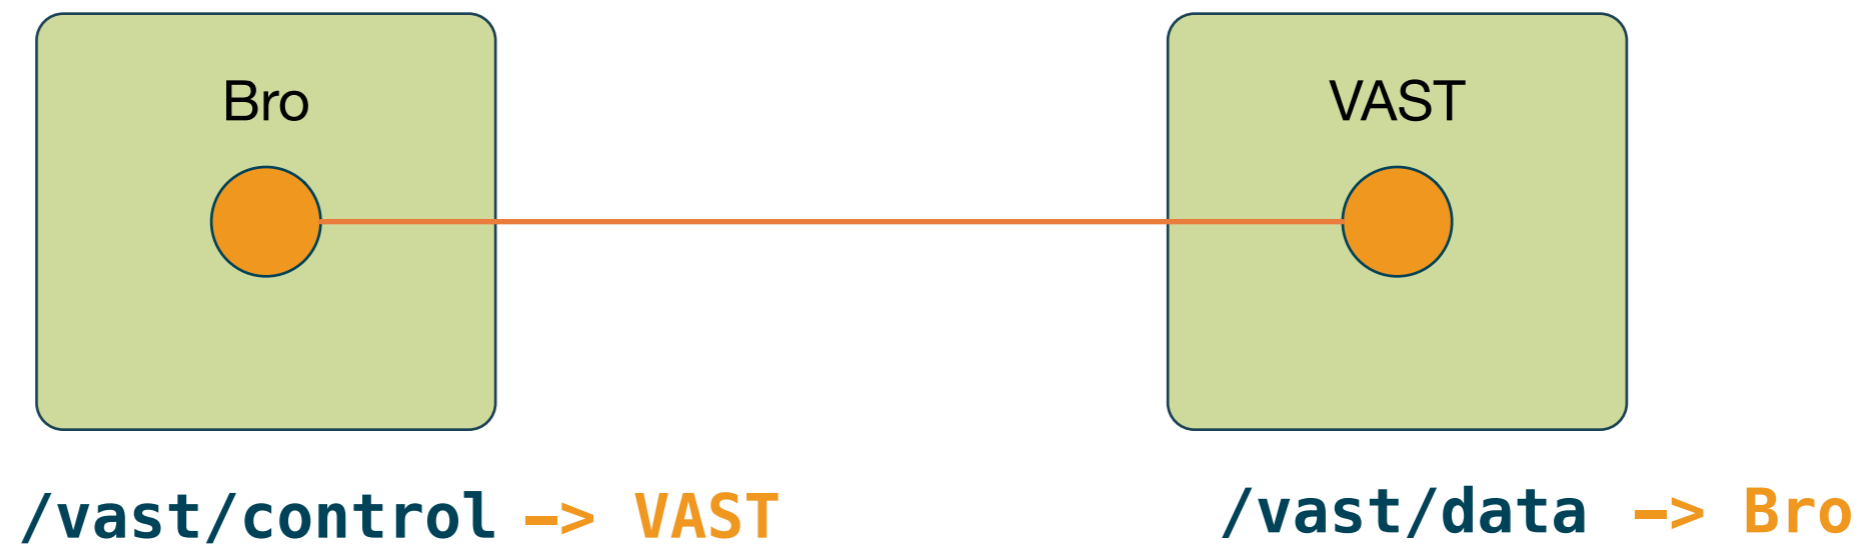 Bro
VAST
/vast/control –> VAST
/vast/data –> Bro